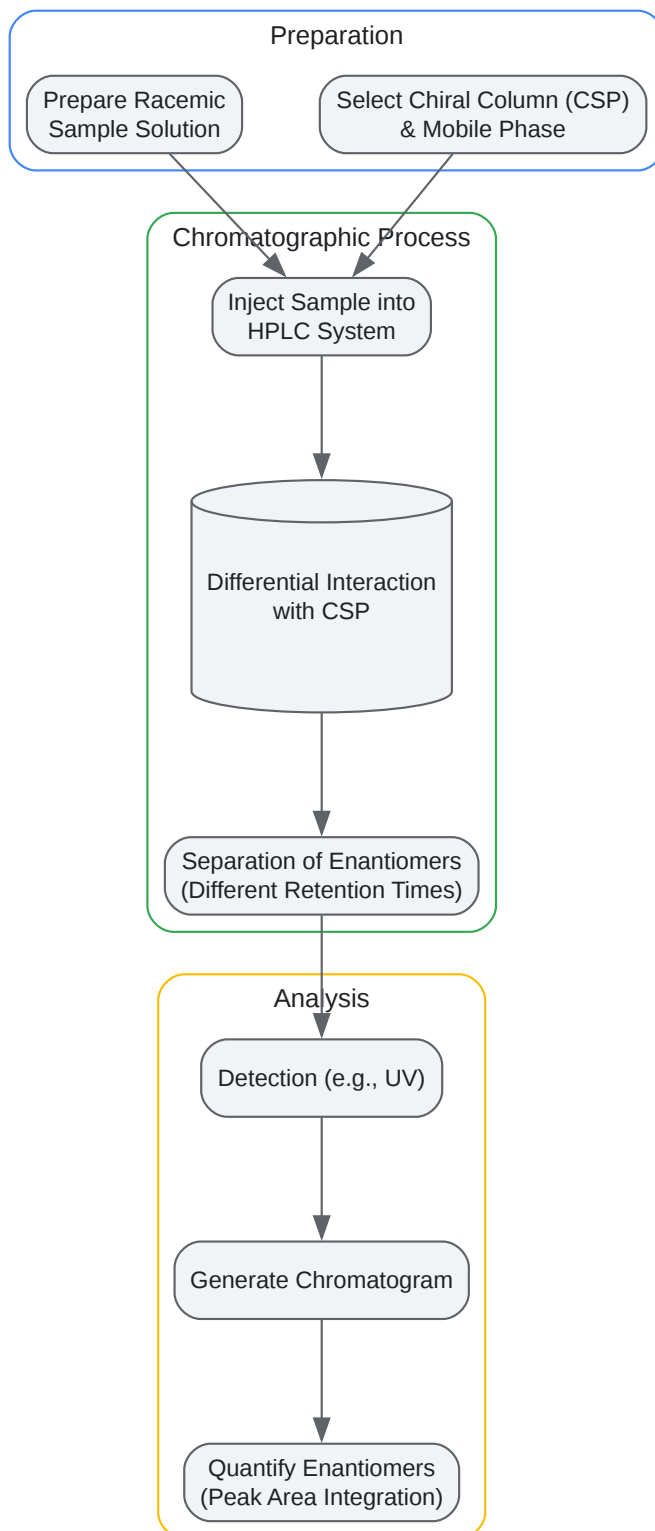 Preparation
Prepare Racemic
Sample Solution
Select Chiral Column (CSP)
& Mobile Phase
Chromatographic Process
Inject Sample into
HPLC System
Differential Interaction
with CSP
Separation of Enantiomers
(Different Retention Times)
Analysis
Detection (e.g., UV)
Generate Chromatogram
Quantify Enantiomers
(Peak Area Integration)